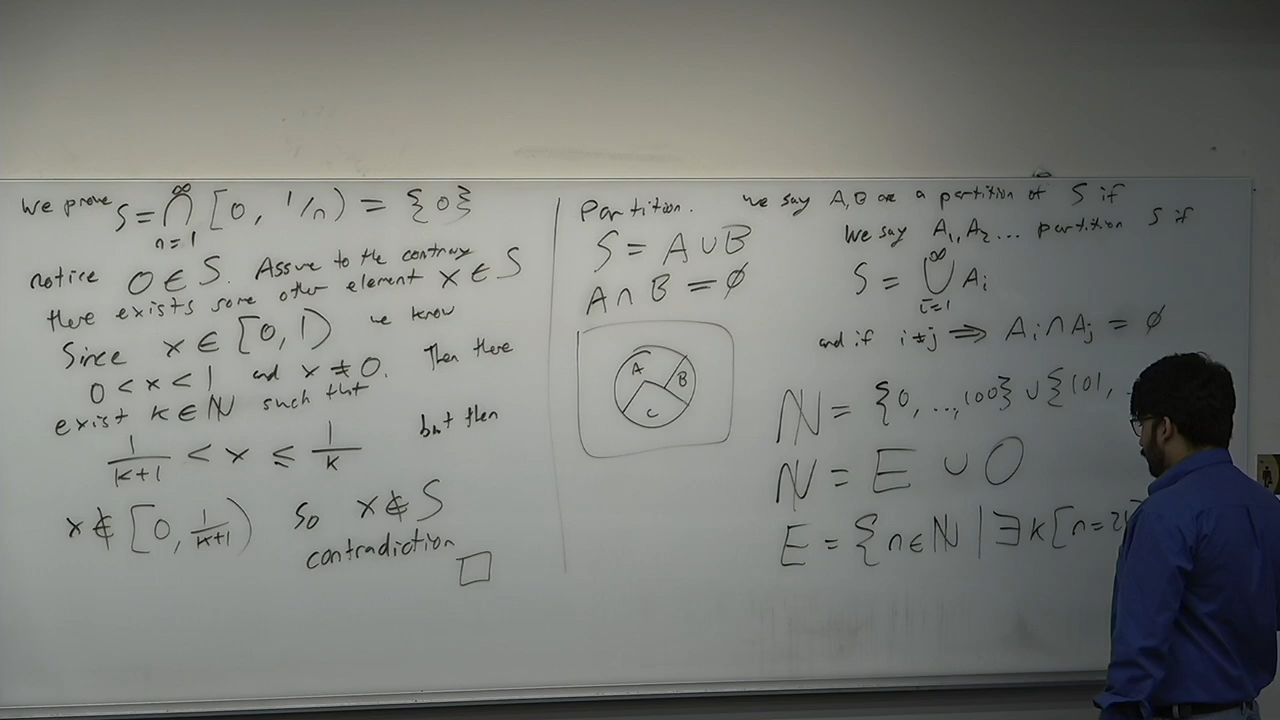 We prove S = ⋂ₙ₌₁^∞ [0, 1/n) = {0}
notice 0 ∈ S. Assume to the contrary
there exists some other element x ∈ S
Since x ∈ [0, 1) we know
0 < x < 1 and x ≠ 0. Then there
exist k ∈ ℕ such that
1/(k+1) < x ≤ 1/k but then
x ∉ [0, 1/(k+1)) So x ∉ S
contradiction □
Partition. we say A,B are a partition of S if
S = A ∪ B
A ∩ B = ∅
A
B
C
We say A₁, A₂ ... partition S if
S = ⋃ᵢ₌₁^∞ Aᵢ
and if i ≠ j ⟹ Aᵢ ∩ Aⱼ = ∅
ℕ = {0, ..., 100} ∪ {101,
ℕ = E ∪ O
E = {n ∈ ℕ | ∃k[n=2